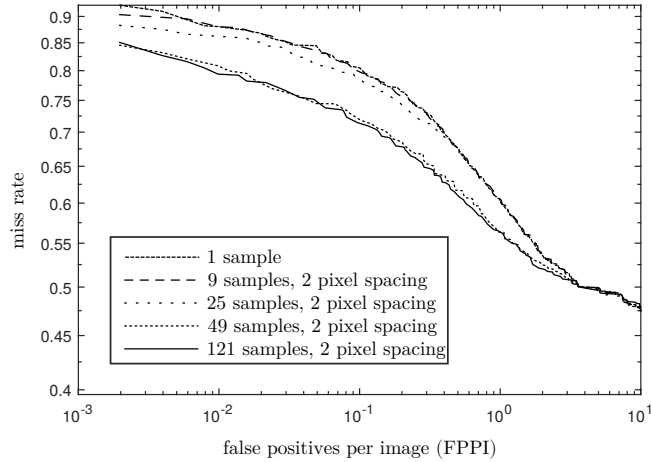 0.9
0.85
0.8
0.75
0.7
0.65
0.6
0.55
0.5
0.45
0.4
miss rate
1 sample
9 samples, 2 pixel spacing
25 samples, 2 pixel spacing
49 samples, 2 pixel spacing
121 samples, 2 pixel spacing
10⁻³ 10⁻² 10⁻¹ 10⁰ 10¹
false positives per image (FPPI)